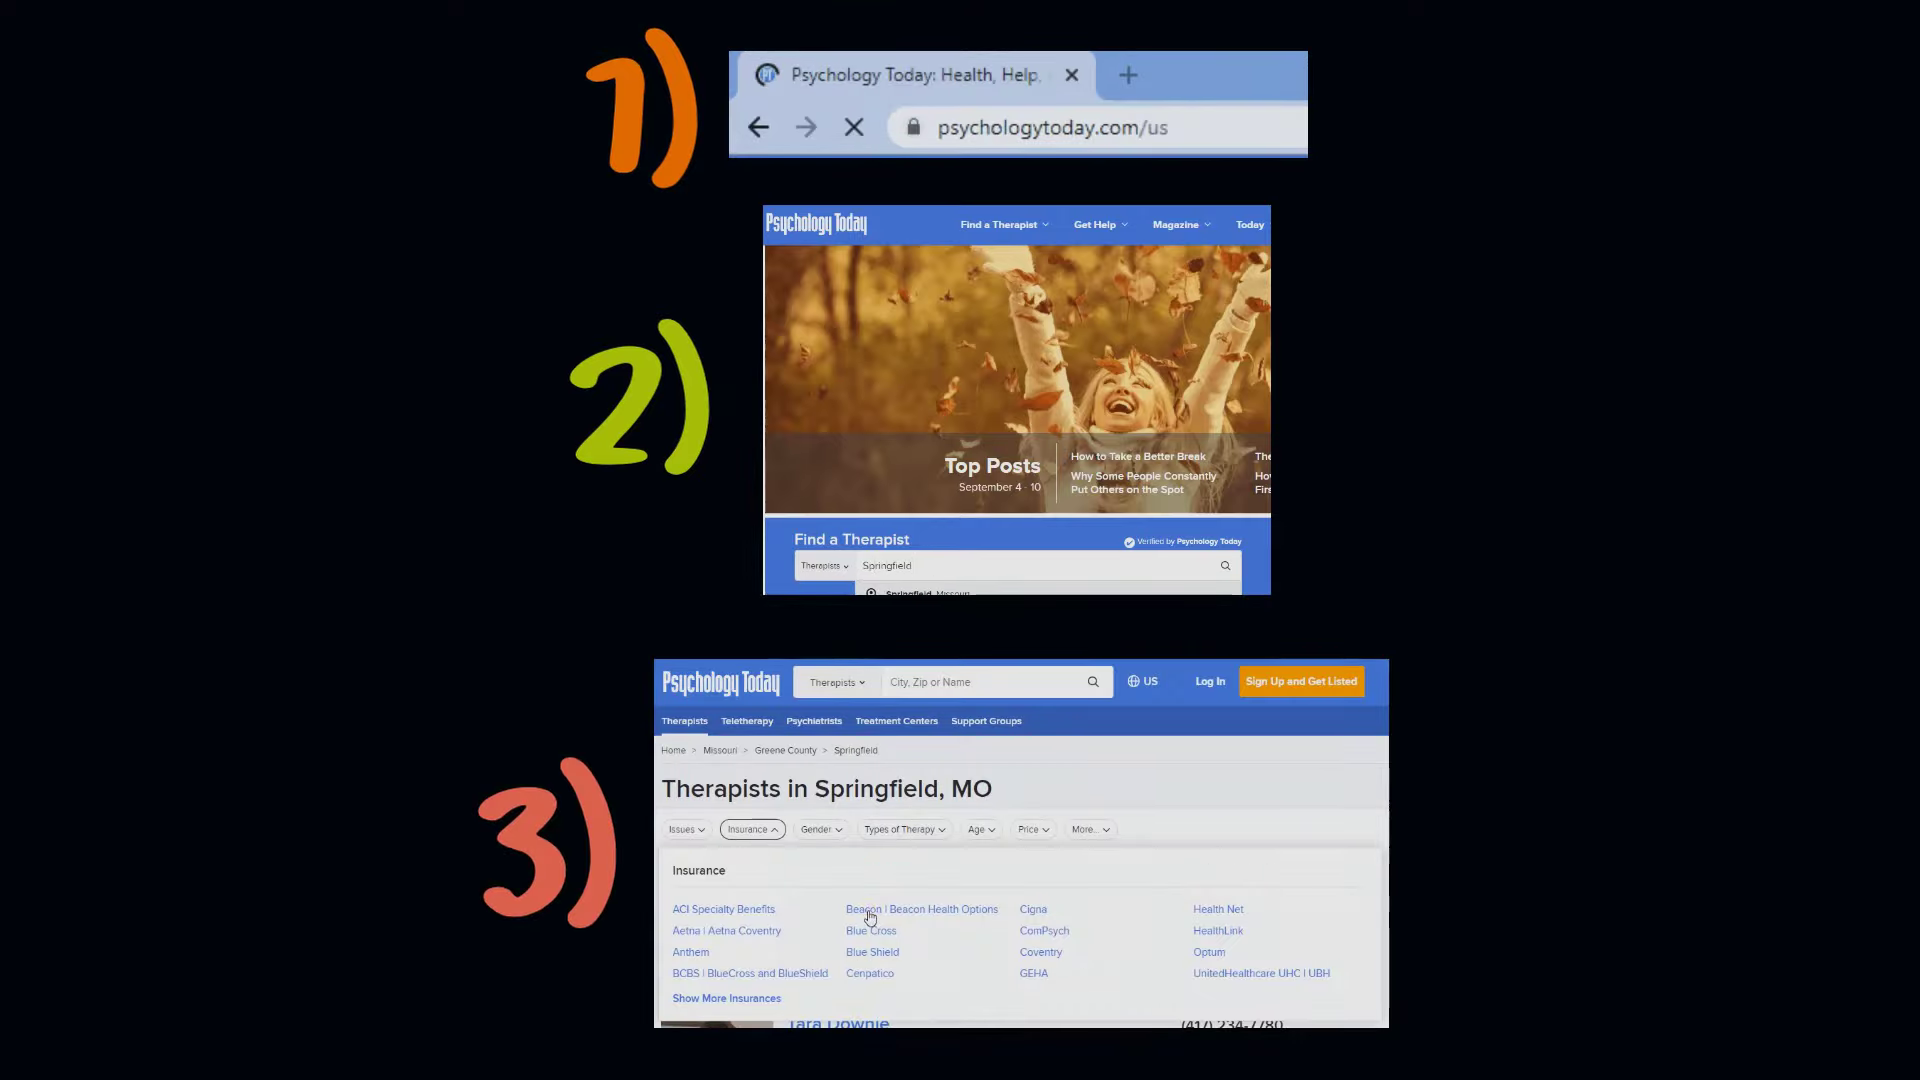 1)
Psychology Today: Health, Help,
psychologytoday.com/us
2)
Psychology Today
Find a Therapist Get Help Magazine Today
Top Posts
September 4 - 10
How to Take a Better Break
Why Some People Constantly
Put Others on the Spot
The
How
Firs
Find a Therapist
Verified by Psychology Today
Therapists Springfield
Springfield, Missouri
3)
Psychology Today Therapists City, Zip or Name US Log In Sign Up and Get Listed
Therapists Teletherapy Psychiatrists Treatment Centers Support Groups
Home > Missouri > Greene County > Springfield
Therapists in Springfield, MO
Issues Insurance Gender Types of Therapy Age Price More...
Insurance
ACI Specialty Benefits Beacon | Beacon Health Options Cigna Health Net
Aetna | Aetna Coventry Blue Cross ComPsych HealthLink
Anthem Blue Shield Coventry Optum
BCBS | BlueCross and BlueShield Cenpatico GEHA UnitedHealthcare UHC | UBH
Show More Insurances
Tara Downie
(417) 234-7780